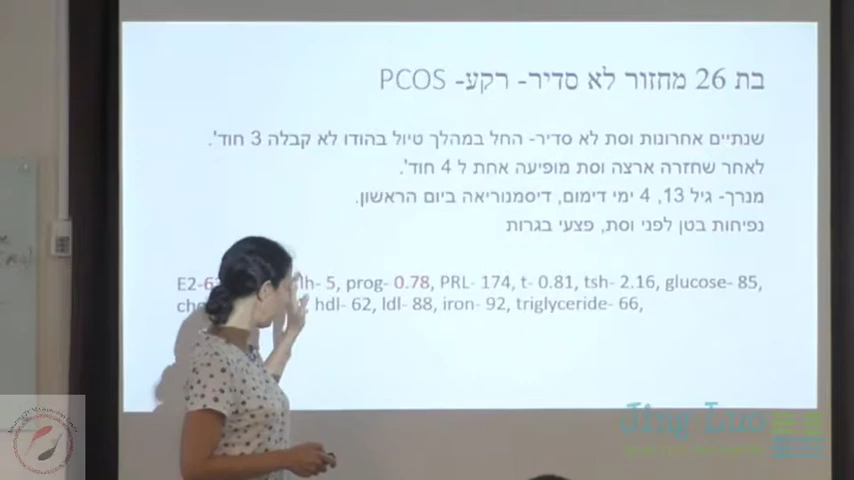 בת 26 מחזור לא סדיר- רקע- PCOS
שנתיים אחרונות וסת לא סדיר- החל במהלך טיול בהודו לא קבלה 3 חוד'.
לאחר שחזרה ארצה וסת מופיעה אחת ל 4 חוד'.
מנרך- גיל 13, 4 ימי דימום, דיסמנוריאה ביום הראשון.
נפיחות בטן לפני וסת, פצעי בגרות
E2- lh- 5, prog- 0.78, PRL- 174, t- 0.81, tsh- 2.16, glucose- 85,
hdl- 62, ldl- 88, iron- 92, triglyceride- 66,
Jing Luo